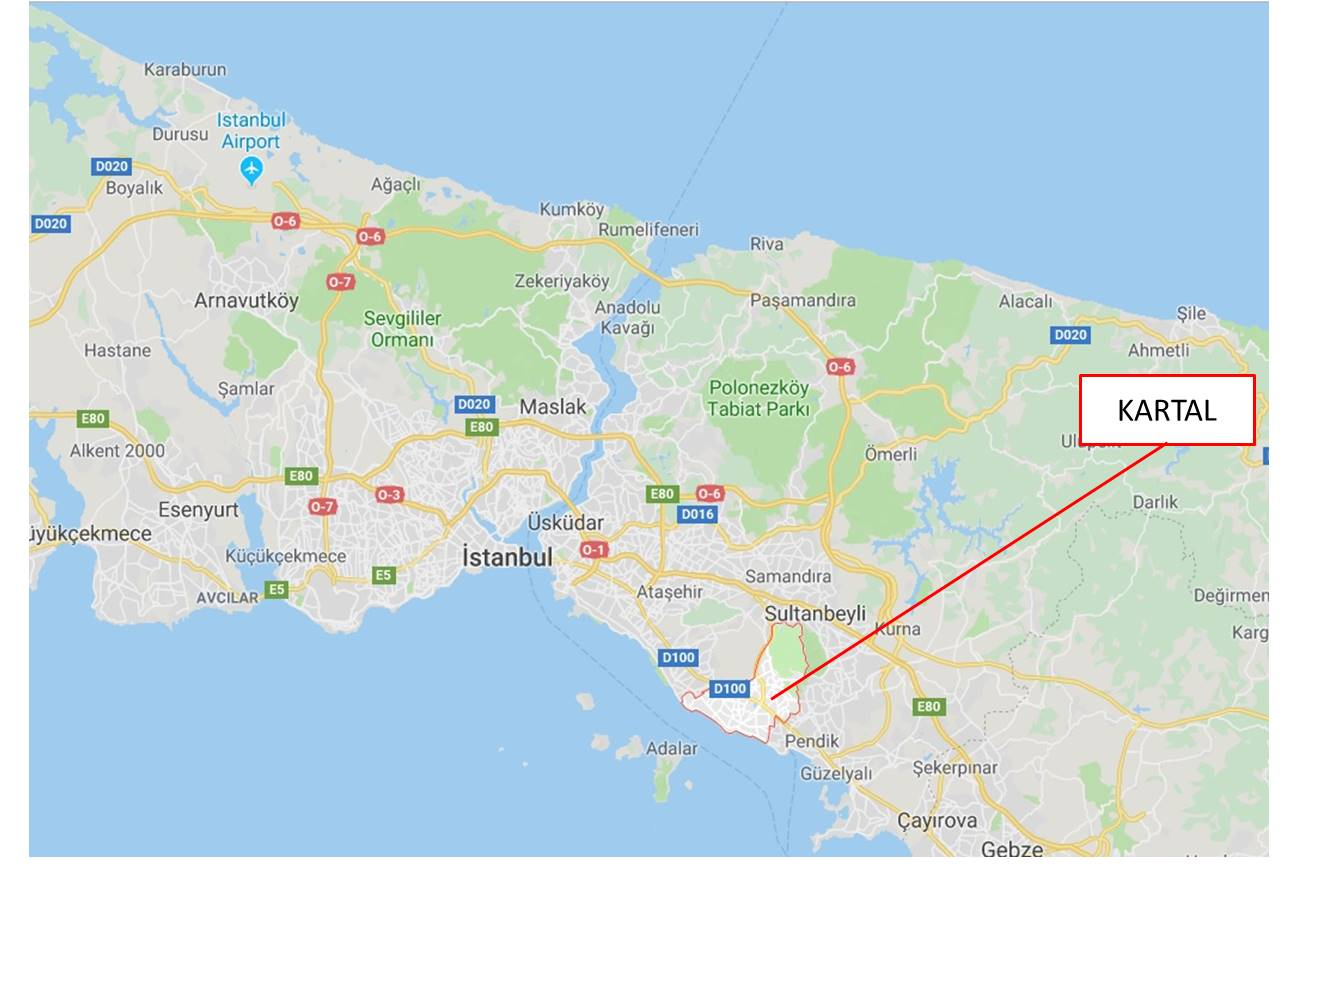 Karaburun
Istanbul
Airport
Durusu
D020
Boyalık
Ağaçlı
D020
O-6
O-6
Kumköy
Rumelifeneri
Riva
O-7
Zekeriyaköy
Arnavutköy
Anadolu
Kavağı
Paşamandıra
Alacalı
Şile
Sevgililer
Ormanı
D020
Hastane
Ahmetli
O-6
Şamlar
Polonezköy
Tabiat Parkı
D020
Maslak
KARTAL
E80
E80
Alkent 2000
Ömerli
E80
O-3
E80
O-6
O-7
D016
Darlık
Esenyurt
Üsküdar
üyükçekmece
Küçükçekmece
İstanbul
O-1
E5
E5
AVCILAR
Samandıra
Ataşehir
Sultanbeyli
Değirmen
Kurna
Karg
D100
D100
E80
Adalar
Pendik
Güzelyalı
Şekerpınar
Çayırova
Gebze